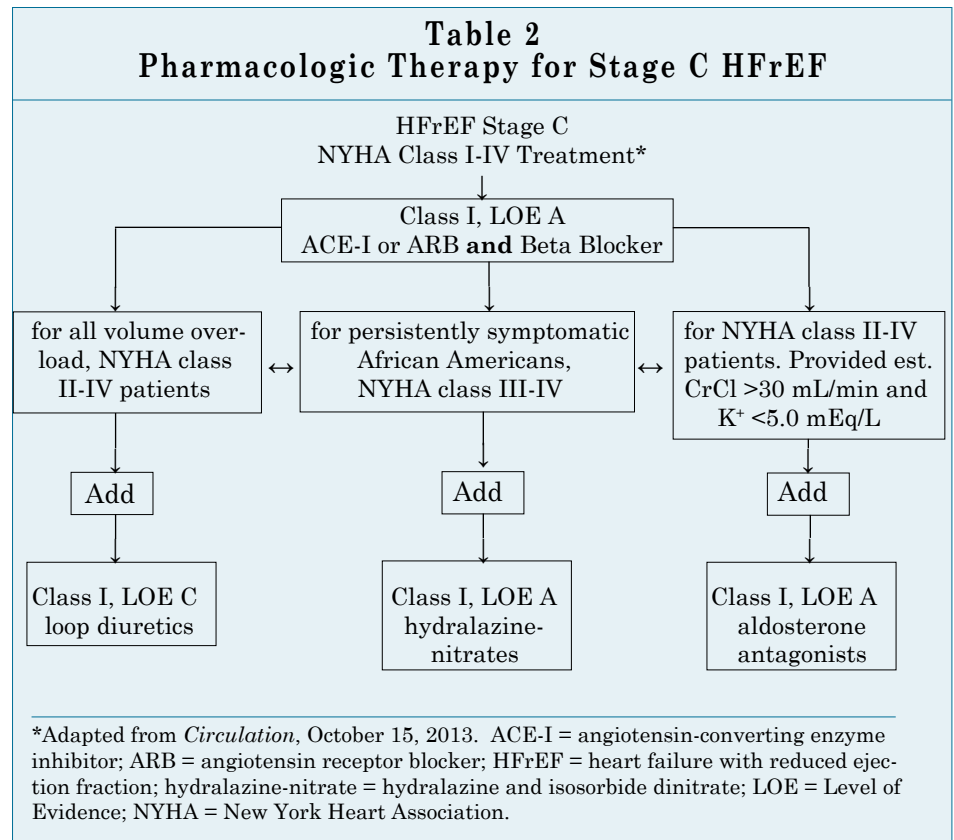 Table 2
Pharmacologic Therapy for Stage C HFrEF
HFrEF Stage C
NYHA Class I-IV Treatment*
Class I, LOE A
ACE-I or ARB and Beta Blocker
for all volume over-
load, NYHA class
II-IV patients
for persistently symptomatic
African Americans,
NYHA class III-IV
for NYHA class II-IV
patients. Provided est.
CrCl >30 mL/min and
K⁺ <5.0 mEq/L
Add
Add
Add
Class I, LOE C
loop diuretics
Class I, LOE A
hydralazine-
nitrates
Class I, LOE A
aldosterone
antagonists
*Adapted from Circulation, October 15, 2013. ACE-I = angiotensin-converting enzyme
inhibitor; ARB = angiotensin receptor blocker; HFrEF = heart failure with reduced ejec-
tion fraction; hydralazine-nitrate = hydralazine and isosorbide dinitrate; LOE = Level of
Evidence; NYHA = New York Heart Association.